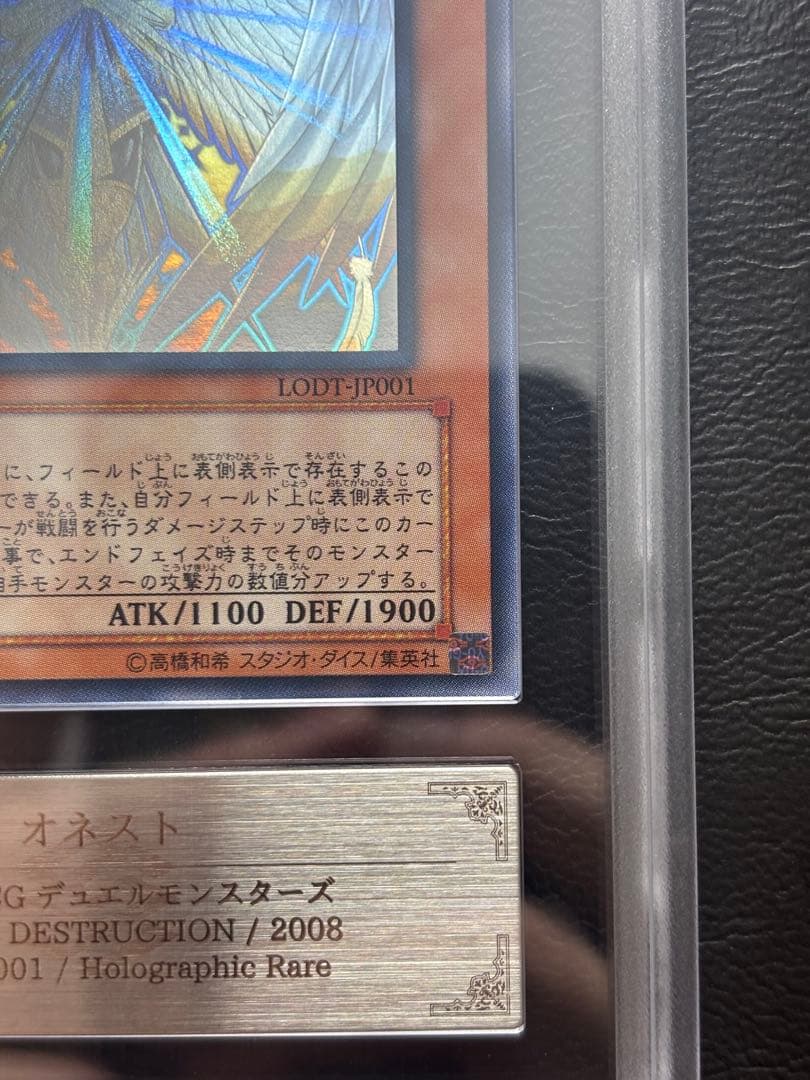 LODT-JP001
に、フィールド上に表側表示で存在するこの
できる。また、自分フィールド上に表側表示で
ーが戦闘を行うダメージステップ時にこのカー
事で、エンドフェイズ時までそのモンスター
相手モンスターの攻撃力の数値分アップする。
ATK/1100 DEF/1900
©高橋和希 スタジオ・ダイス/集英社
オネスト
CG デュエルモンスターズ
DESTRUCTION / 2008
001 / Holographic Rare